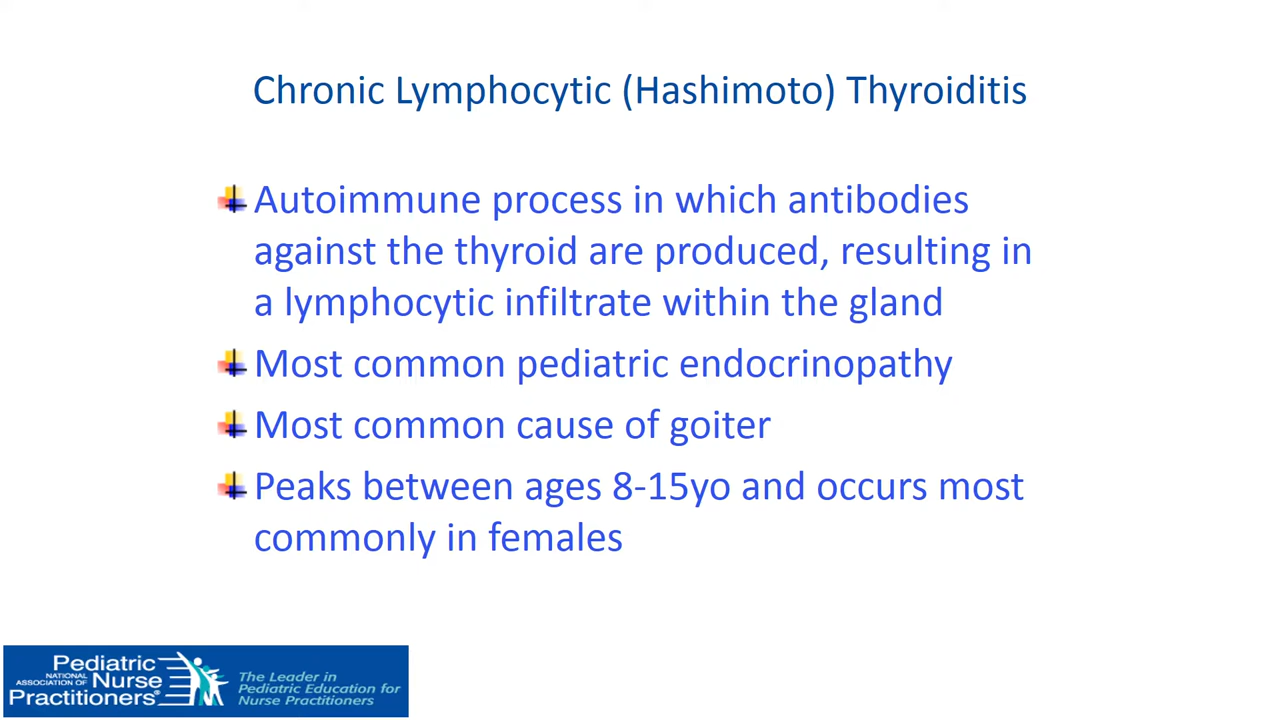 Chronic Lymphocytic (Hashimoto) Thyroiditis
Autoimmune process in which antibodies
against the thyroid are produced, resulting in
a lymphocytic infiltrate within the gland
Most common pediatric endocrinopathy
Most common cause of goiter
Peaks between ages 8-15yo and occurs most
commonly in females
Pediatric
NATIONAL
ASSOCIATION OF
Nurse
Practitioners®
The Leader in
Pediatric Education for
Nurse Practitioners